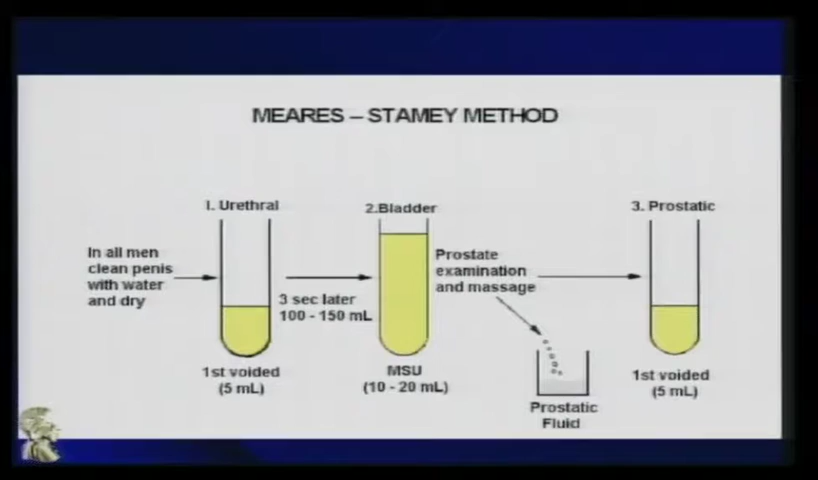 MEARES – STAMEY METHOD
1. Urethral
2.Bladder
3. Prostatic
In all men
clean penis
with water
and dry
3 sec later
100 - 150 mL
Prostate
examination
and massage
1st voided
(5 mL)
MSU
(10 - 20 mL)
Prostatic
Fluid
1st voided
(5 mL)